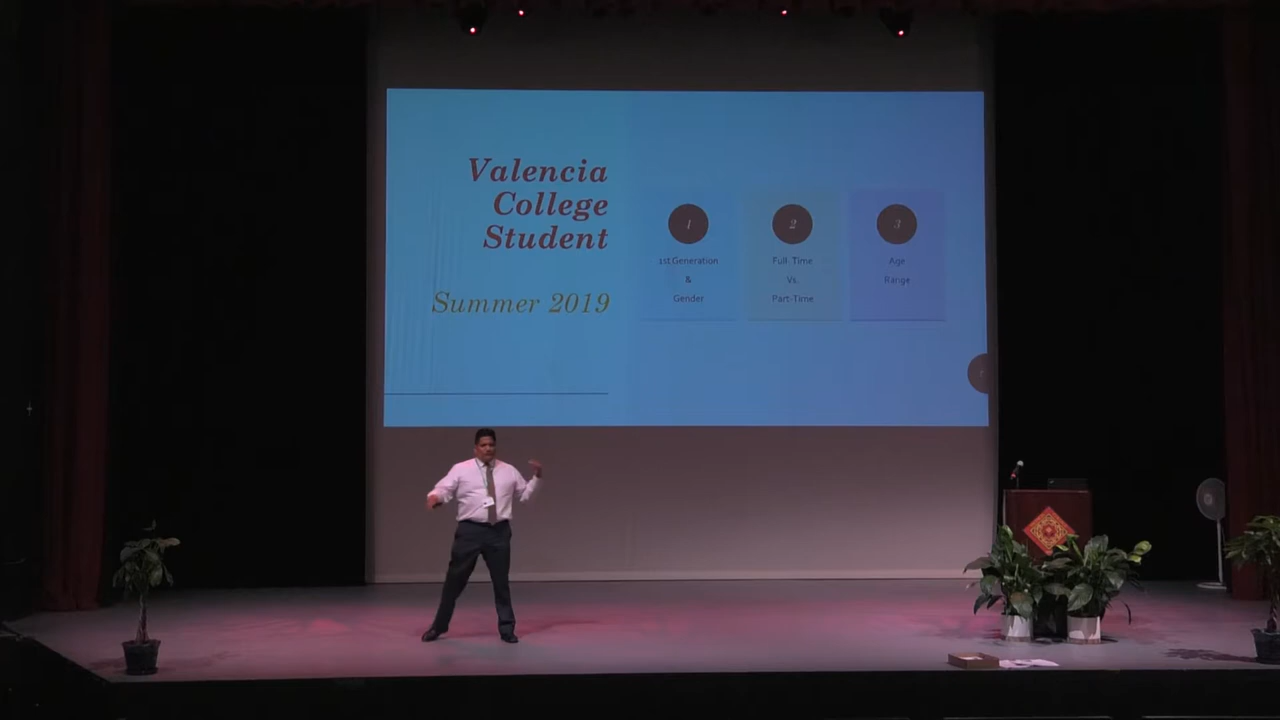 Valencia
College
Student
Summer 2019
1
1st Generation
&
Gender
2
Full- Time
Vs.
Part-Time
3
Age
Range